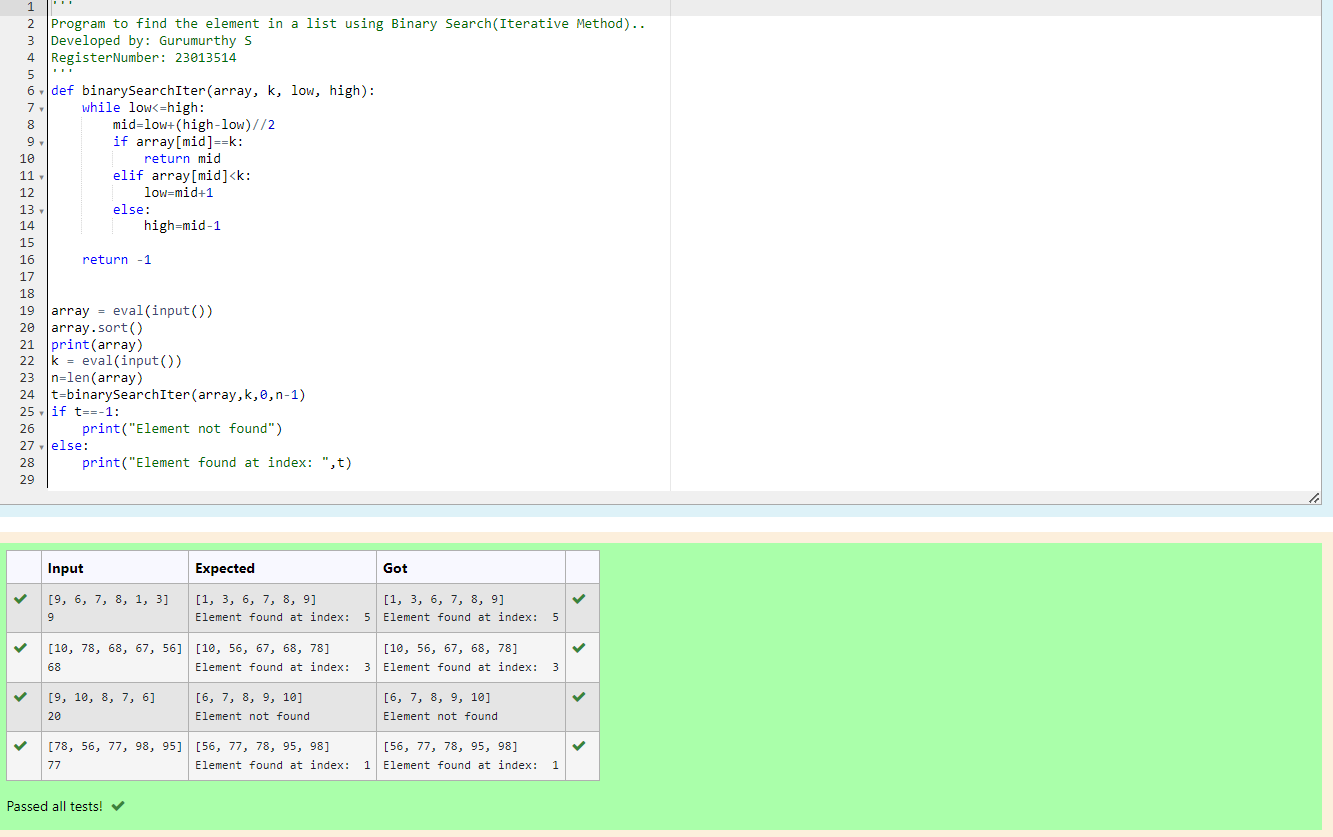 1 '''
2 Program to find the element in a list using Binary Search(Iterative Method)..
3 Developed by: Gurumurthy S
4 RegisterNumber: 23013514
5 '''
6 def binarySearchIter(array, k, low, high):
7     while low<=high:
8         mid=low+(high-low)//2
9         if array[mid]==k:
10             return mid
11         elif array[mid]<k:
12             low=mid+1
13         else:
14             high=mid-1
15
16     return -1
17
18
19 array = eval(input())
20 array.sort()
21 print(array)
22 k = eval(input())
23 n=len(array)
24 t=binarySearchIter(array,k,0,n-1)
25 if t==-1:
26     print("Element not found")
27 else:
28     print("Element found at index: ",t)
29
Input Expected Got
[9, 6, 7, 8, 1, 3] [1, 3, 6, 7, 8, 9] [1, 3, 6, 7, 8, 9]
9 Element found at index:  5 Element found at index:  5
[10, 78, 68, 67, 56] [10, 56, 67, 68, 78] [10, 56, 67, 68, 78]
68 Element found at index:  3 Element found at index:  3
[9, 10, 8, 7, 6] [6, 7, 8, 9, 10] [6, 7, 8, 9, 10]
20 Element not found Element not found
[78, 56, 77, 98, 95] [56, 77, 78, 95, 98] [56, 77, 78, 95, 98]
77 Element found at index:  1 Element found at index:  1
Passed all tests!